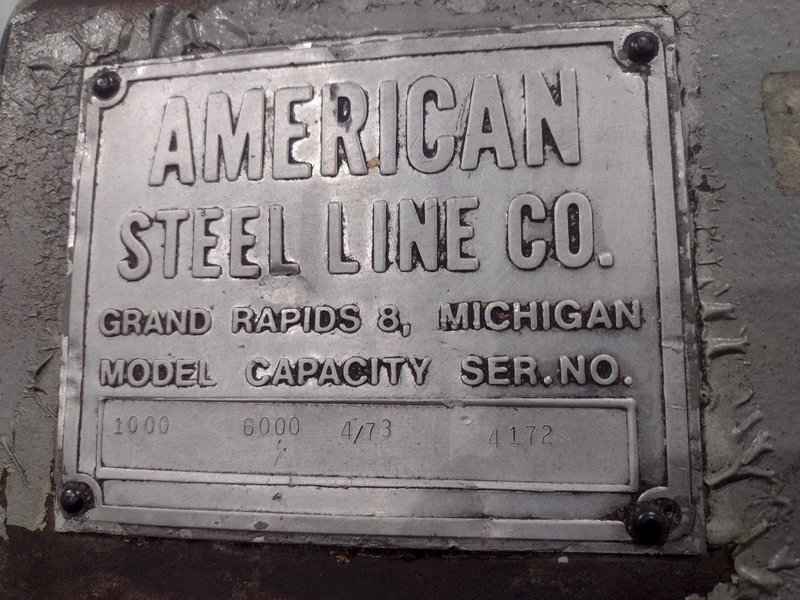 AMERICAN
STEEL LINE CO.
GRAND RAPIDS 8, MICHIGAN
MODEL CAPACITY SER. NO.
1000 6000 4/73 4172